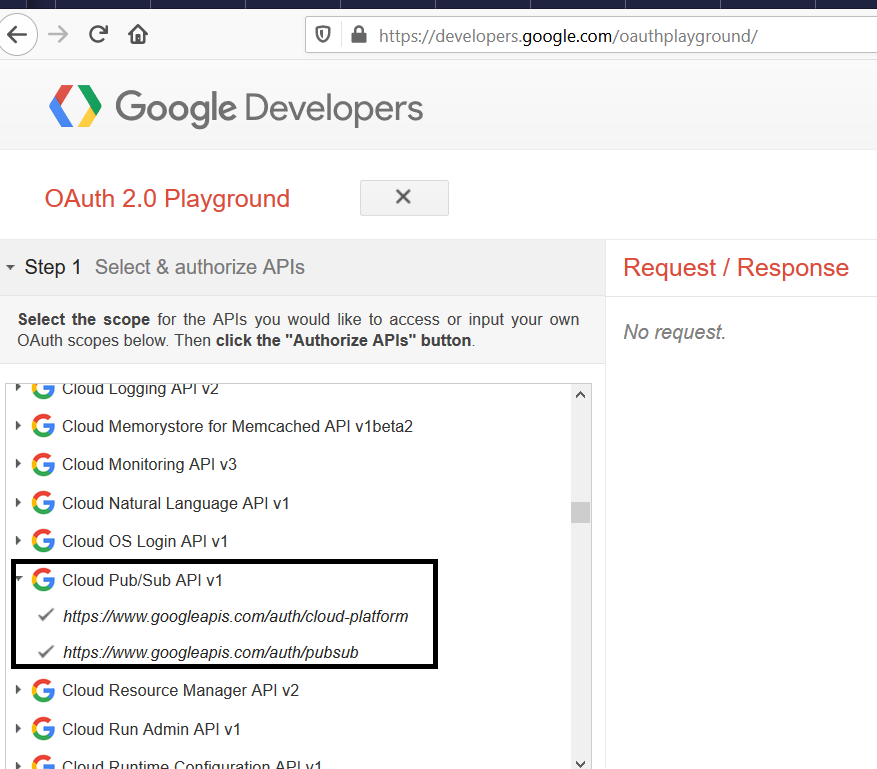 https://developers.google.com/oauthplayground/
Google Developers
OAuth 2.0 Playground
Step 1 Select & authorize APIs
Select the scope for the APIs you would like to access or input your own
OAuth scopes below. Then click the "Authorize APIs" button.
Cloud Logging API v2
Cloud Memorystore for Memcached API v1beta2
Cloud Monitoring API v3
Cloud Natural Language API v1
Cloud OS Login API v1
Cloud Pub/Sub API v1
https://www.googleapis.com/auth/cloud-platform
https://www.googleapis.com/auth/pubsub
Cloud Resource Manager API v2
Cloud Run Admin API v1
Cloud Runtime Configuration API v1
Request / Response
No request.